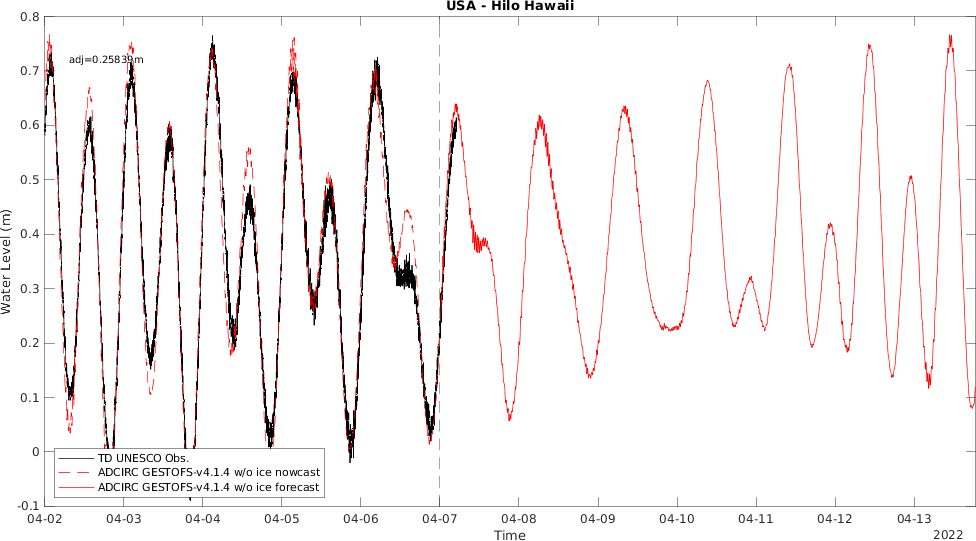 USA - Hilo Hawaii
0.8
0.7
0.6
0.5
0.4
0.3
0.2
0.1
0
-0.1
Water Level (m)
adj=0.25839m
TD UNESCO Obs.
ADCIRC GESTOFS-v4.1.4 w/o ice nowcast
ADCIRC GESTOFS-v4.1.4 w/o ice forecast
04-02 04-03 04-04 04-05 04-06 04-07 04-08 04-09 04-10 04-11 04-12 04-13
Time
2022